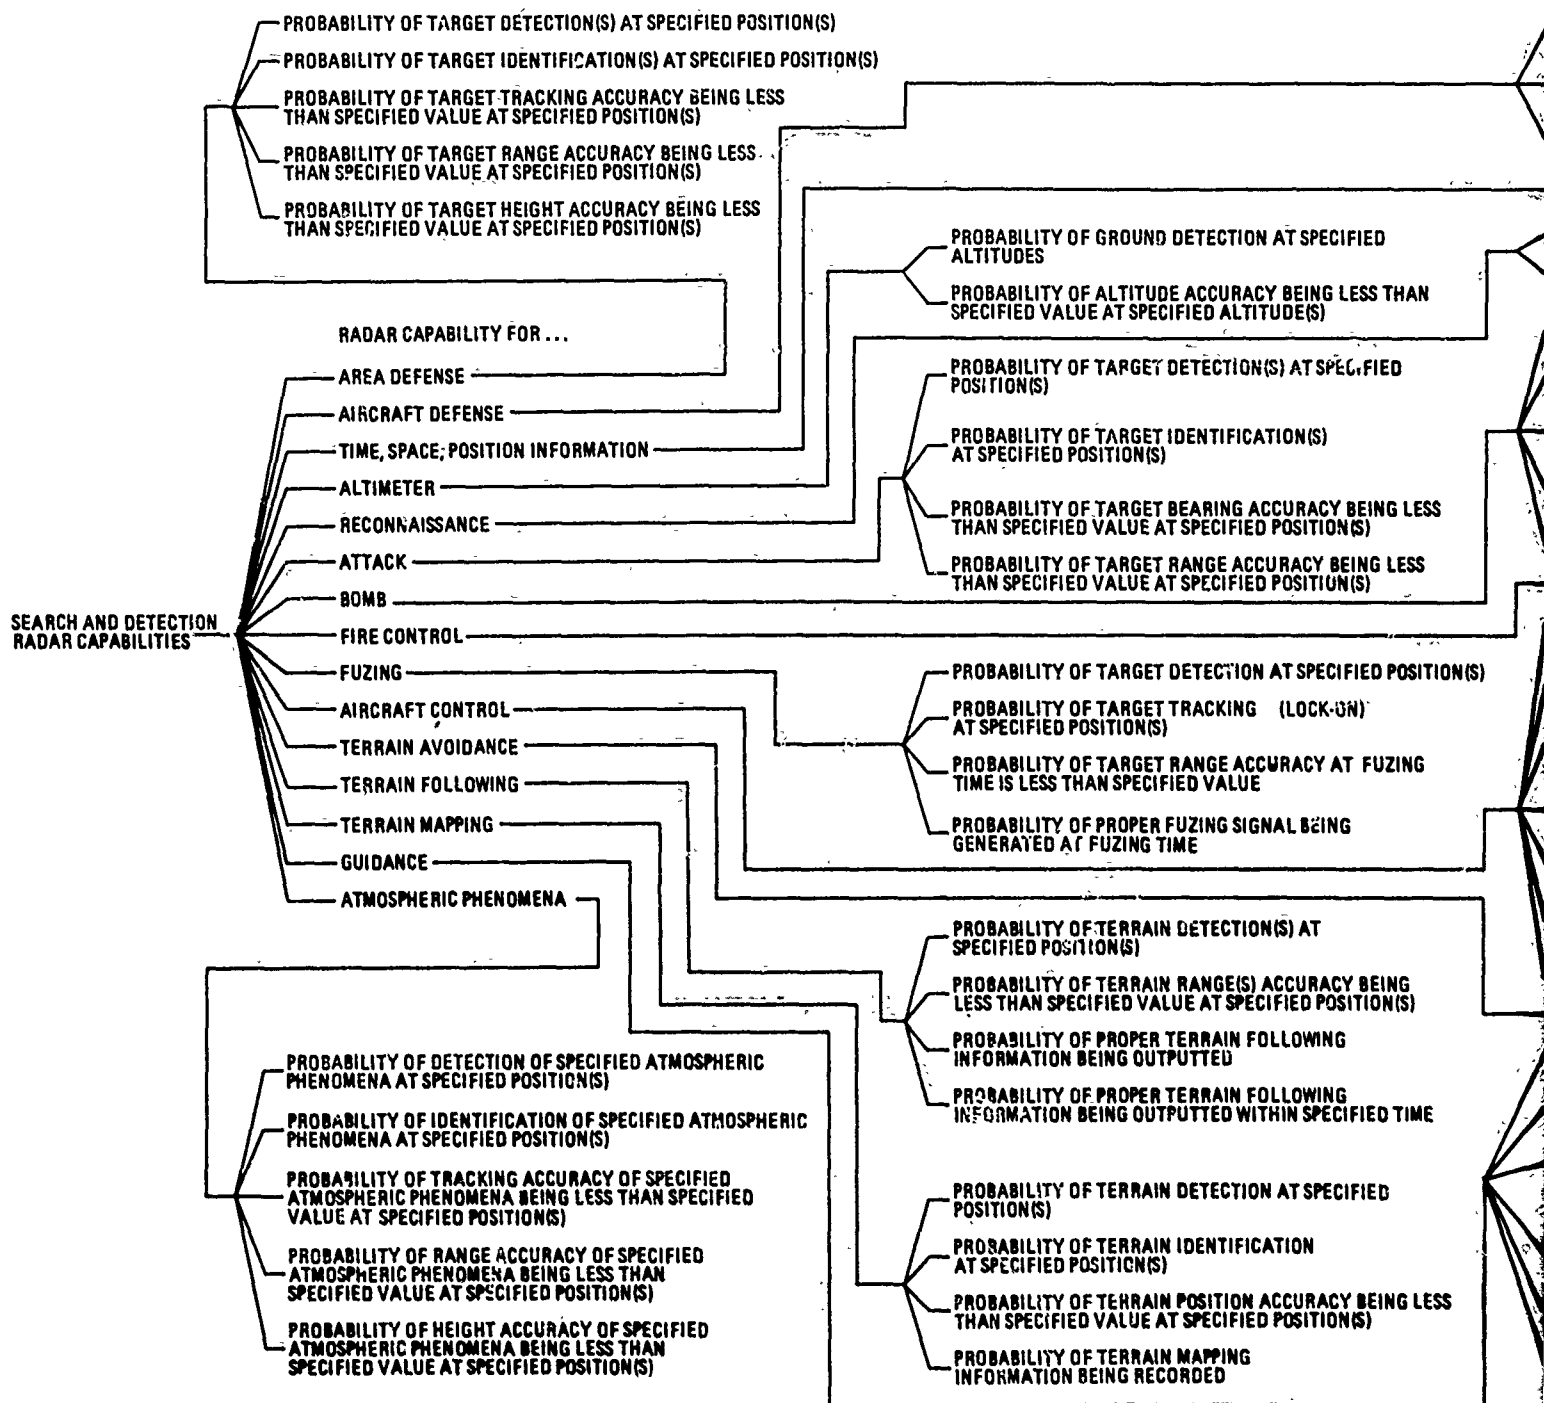 PROBABILITY OF TARGET DETECTION(S) AT SPECIFIED POSITION(S)
PROBABILITY OF TARGET IDENTIFICATION(S) AT SPECIFIED POSITION(S)
PROBABILITY OF TARGET TRACKING ACCURACY BEING LESS
THAN SPECIFIED VALUE AT SPECIFIED POSITION(S)
PROBABILITY OF TARGET RANGE ACCURACY BEING LESS
THAN SPECIFIED VALUE AT SPECIFIED POSITION(S)
PROBABILITY OF TARGET HEIGHT ACCURACY BEING LESS
THAN SPECIFIED VALUE AT SPECIFIED POSITION(S)
RADAR CAPABILITY FOR ...
AREA DEFENSE
AIRCRAFT DEFENSE
TIME, SPACE, POSITION INFORMATION
ALTIMETER
RECONNAISSANCE
ATTACK
BOMB
SEARCH AND DETECTION
RADAR CAPABILITIES
FIRE CONTROL
FUZING
AIRCRAFT CONTROL
TERRAIN AVOIDANCE
TERRAIN FOLLOWING
TERRAIN MAPPING
GUIDANCE
ATMOSPHERIC PHENOMENA
PROBABILITY OF DETECTION OF SPECIFIED ATMOSPHERIC
PHENOMENA AT SPECIFIED POSITION(S)
PROBABILITY OF IDENTIFICATION OF SPECIFIED ATMOSPHERIC
PHENOMENA AT SPECIFIED POSITION(S)
PROBABILITY OF TRACKING ACCURACY OF SPECIFIED
ATMOSPHERIC PHENOMENA BEING LESS THAN SPECIFIED
VALUE AT SPECIFIED POSITION(S)
PROBABILITY OF RANGE ACCURACY OF SPECIFIED
ATMOSPHERIC PHENOMENA BEING LESS THAN
SPECIFIED VALUE AT SPECIFIED POSITION(S)
PROBABILITY OF HEIGHT ACCURACY OF SPECIFIED
ATMOSPHERIC PHENOMENA BEING LESS THAN
SPECIFIED VALUE AT SPECIFIED POSITION(S)
PROBABILITY OF GROUND DETECTION AT SPECIFIED
ALTITUDES
PROBABILITY OF ALTITUDE ACCURACY BEING LESS THAN
SPECIFIED VALUE AT SPECIFIED ALTITUDE(S)
PROBABILITY OF TARGET DETECTION(S) AT SPECIFIED
POSITION(S)
PROBABILITY OF TARGET IDENTIFICATION(S)
AT SPECIFIED POSITION(S)
PROBABILITY OF TARGET BEARING ACCURACY BEING LESS
THAN SPECIFIED VALUE AT SPECIFIED POSITION(S)
PROBABILITY OF TARGET RANGE ACCURACY BEING LESS
THAN SPECIFIED VALUE AT SPECIFIED POSITION(S)
PROBABILITY OF TARGET DETECTION AT SPECIFIED POSITION(S)
PROBABILITY OF TARGET TRACKING (LOCK-ON)
AT SPECIFIED POSITION(S)
PROBABILITY OF TARGET RANGE ACCURACY AT FUZING
TIME IS LESS THAN SPECIFIED VALUE
PROBABILITY OF PROPER FUZING SIGNAL BEING
GENERATED AT FUZING TIME
PROBABILITY OF TERRAIN DETECTION(S) AT
SPECIFIED POSITION(S)
PROBABILITY OF TERRAIN RANGE(S) ACCURACY BEING
LESS THAN SPECIFIED VALUE AT SPECIFIED POSITION(S)
PROBABILITY OF PROPER TERRAIN FOLLOWING
INFORMATION BEING OUTPUTTED
PROBABILITY OF PROPER TERRAIN FOLLOWING
INFORMATION BEING OUTPUTTED WITHIN SPECIFIED TIME
PROBABILITY OF TERRAIN DETECTION AT SPECIFIED
POSITION(S)
PROBABILITY OF TERRAIN IDENTIFICATION
AT SPECIFIED POSITION(S)
PROBABILITY OF TERRAIN POSITION ACCURACY BEING LESS
THAN SPECIFIED VALUE AT SPECIFIED POSITION(S)
PROBABILITY OF TERRAIN MAPPING
INFORMATION BEING RECORDED